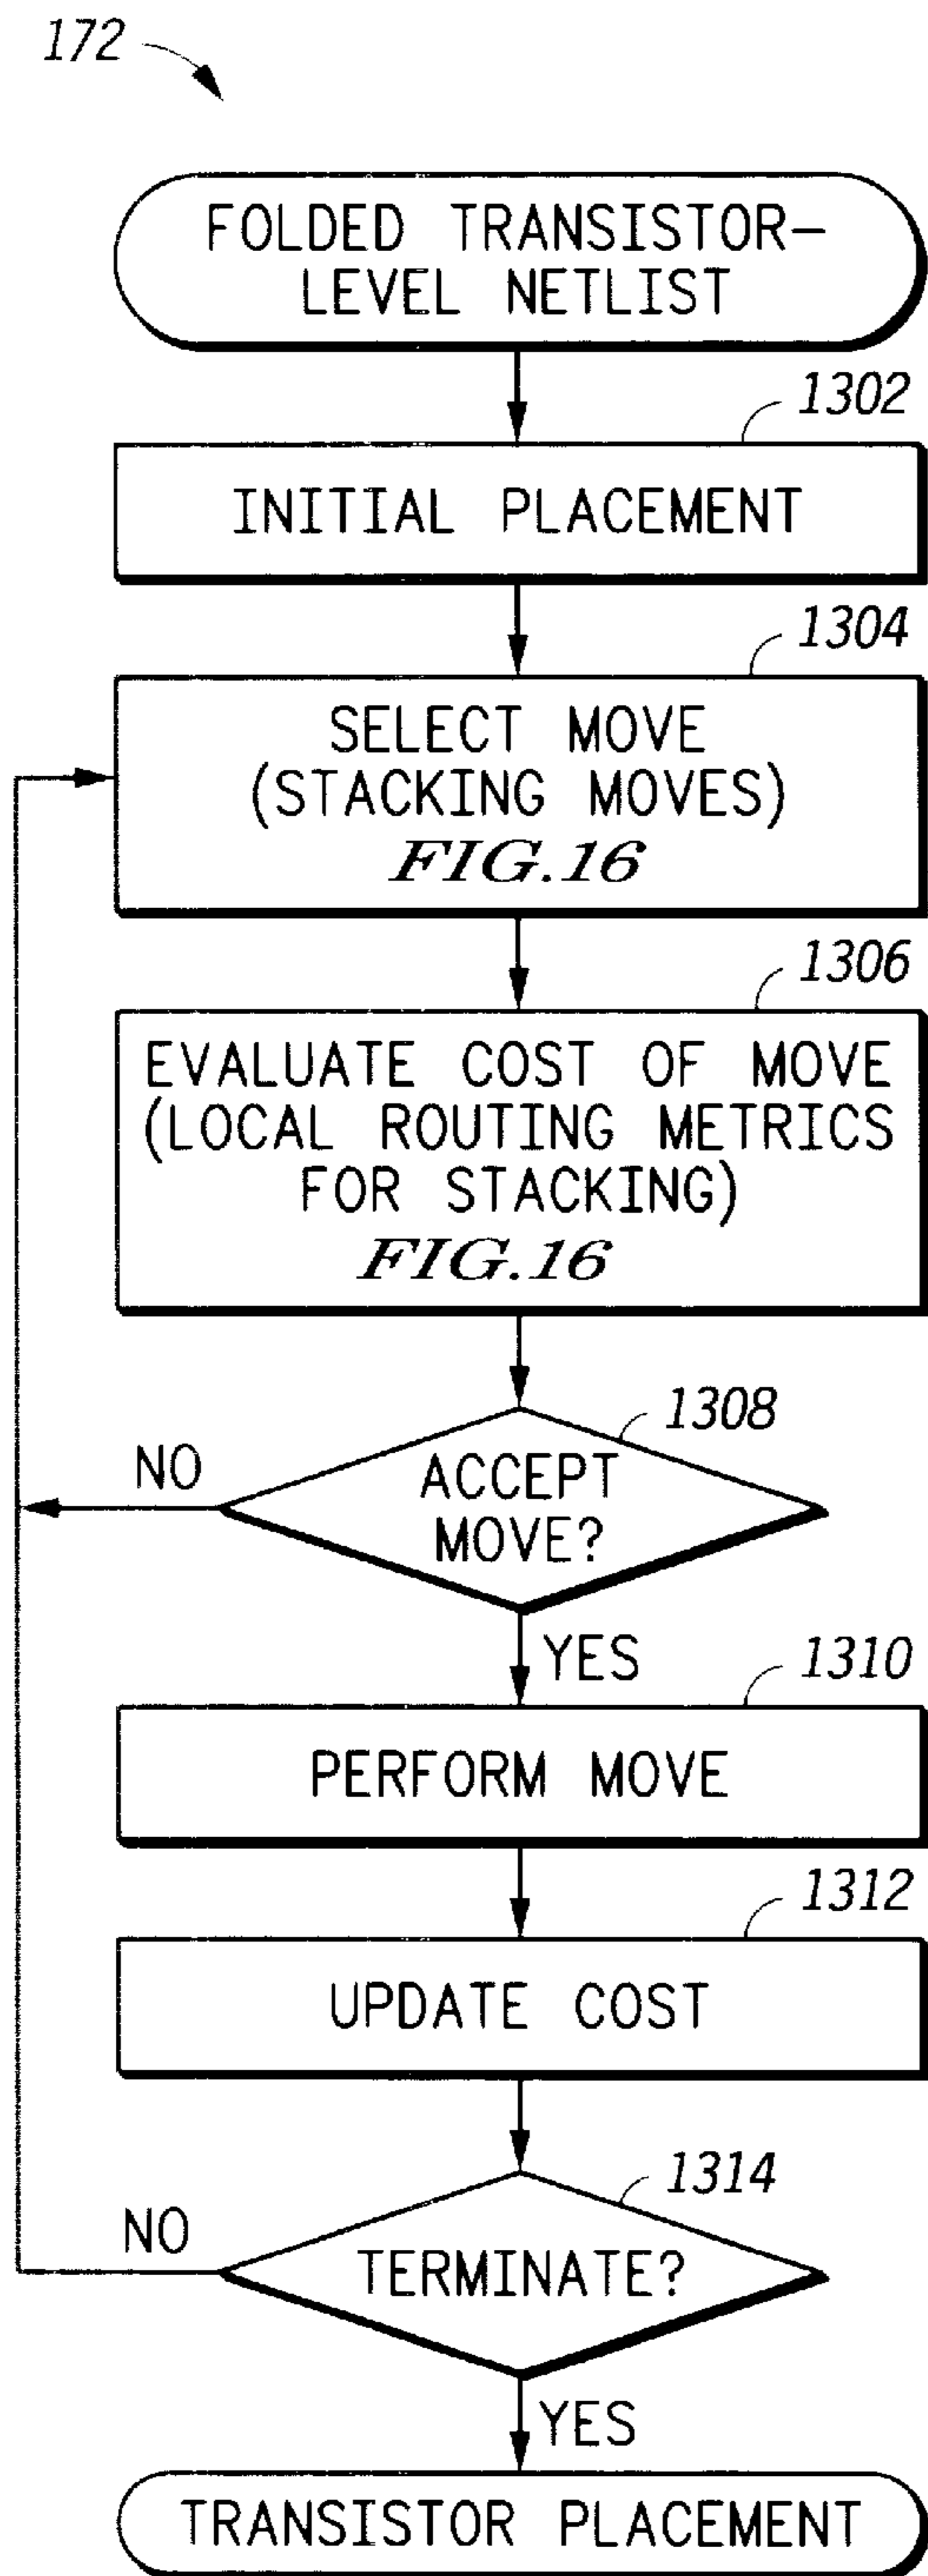 172
FOLDED TRANSISTOR-
LEVEL NETLIST
1302
INITIAL PLACEMENT
1304
SELECT MOVE
(STACKING MOVES)
FIG.16
1306
EVALUATE COST OF MOVE
(LOCAL ROUTING METRICS
FOR STACKING)
FIG.16
1308
NO
ACCEPT
MOVE?
YES
1310
PERFORM MOVE
1312
UPDATE COST
1314
NO
TERMINATE?
YES
TRANSISTOR PLACEMENT